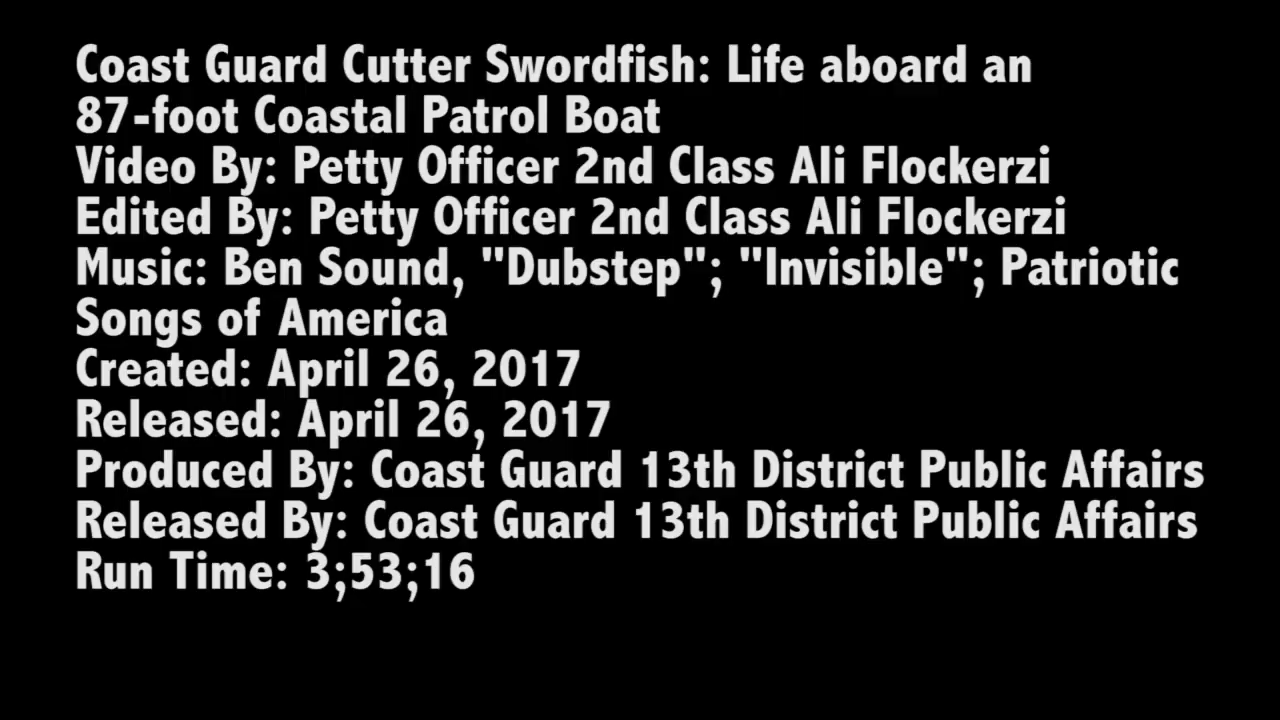 Coast Guard Cutter Swordfish: Life aboard an
87-foot Coastal Patrol Boat
Video By: Petty Officer 2nd Class Ali Flockerzi
Edited By: Petty Officer 2nd Class Ali Flockerzi
Music: Ben Sound, "Dubstep"; "Invisible"; Patriotic
Songs of America
Created: April 26, 2017
Released: April 26, 2017
Produced By: Coast Guard 13th District Public Affairs
Released By: Coast Guard 13th District Public Affairs
Run Time: 3;53;16